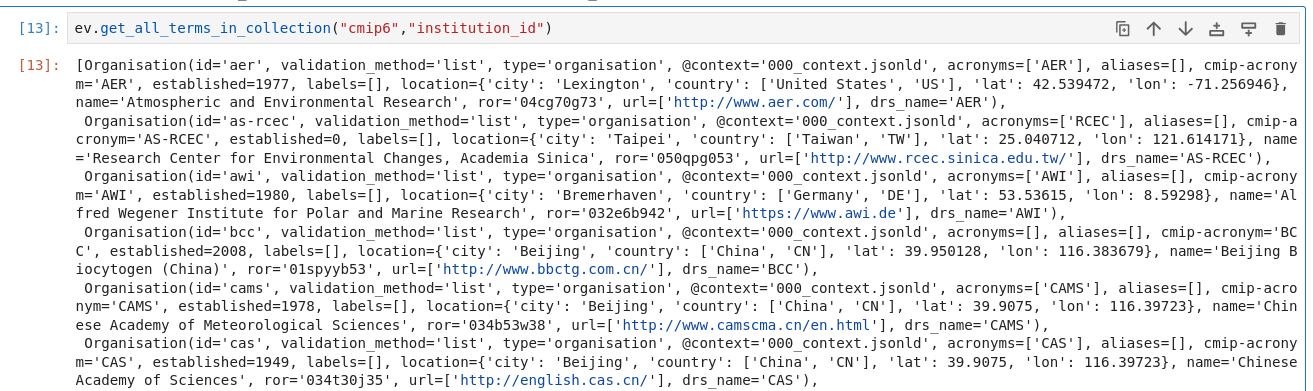 [13]: ev.get_all_terms_in_collection("cmip6","institution_id")
[13]: [Organisation(id='aer', validation_method='list', type='organisation', @context='000_context.jsonld', acronyms=['AER'], aliases=[], cmip-acrony
m='AER', established=1977, labels=[], location={'city': 'Lexington', 'country': ['United States', 'US'], 'lat': 42.539472, 'lon': -71.256946},
name='Atmospheric and Environmental Research', ror='04cg70g73', url=['http://www.aer.com/'], drs_name='AER'),
Organisation(id='as-rcec', validation_method='list', type='organisation', @context='000_context.jsonld', acronyms=['RCEC'], aliases=[], cmip-a
cronym='AS-RCEC', established=0, labels=[], location={'city': 'Taipei', 'country': ['Taiwan', 'TW'], 'lat': 25.040712, 'lon': 121.614171}, name
='Research Center for Environmental Changes, Academia Sinica', ror='050qpg053', url=['http://www.rcec.sinica.edu.tw/'], drs_name='AS-RCEC'),
Organisation(id='awi', validation_method='list', type='organisation', @context='000_context.jsonld', acronyms=['AWI'], aliases=[], cmip-acrony
m='AWI', established=1980, labels=[], location={'city': 'Bremerhaven', 'country': ['Germany', 'DE'], 'lat': 53.53615, 'lon': 8.59298}, name='Al
fred Wegener Institute for Polar and Marine Research', ror='032e6b942', url=['https://www.awi.de'], drs_name='AWI'),
Organisation(id='bcc', validation_method='list', type='organisation', @context='000_context.jsonld', acronyms=[], aliases=[], cmip-acronym='BC
C', established=2008, labels=[], location={'city': 'Beijing', 'country': ['China', 'CN'], 'lat': 39.950128, 'lon': 116.383679}, name='Beijing B
iocytogen (China)', ror='01spyyb53', url=['http://www.bbctg.com.cn/'], drs_name='BCC'),
Organisation(id='cams', validation_method='list', type='organisation', @context='000_context.jsonld', acronyms=['CAMS'], aliases=[], cmip-acro
nym='CAMS', established=1978, labels=[], location={'city': 'Beijing', 'country': ['China', 'CN'], 'lat': 39.9075, 'lon': 116.39723}, name='Chin
ese Academy of Meteorological Sciences', ror='034b53w38', url=['http://www.camscma.cn/en.html'], drs_name='CAMS'),
Organisation(id='cas', validation_method='list', type='organisation', @context='000_context.jsonld', acronyms=['CAS'], aliases=[], cmip-acrony
m='CAS', established=1949, labels=[], location={'city': 'Beijing', 'country': ['China', 'CN'], 'lat': 39.9075, 'lon': 116.39723}, name='Chinese
Academy of Sciences', ror='034t30j35', url=['http://english.cas.cn/'], drs_name='CAS'),